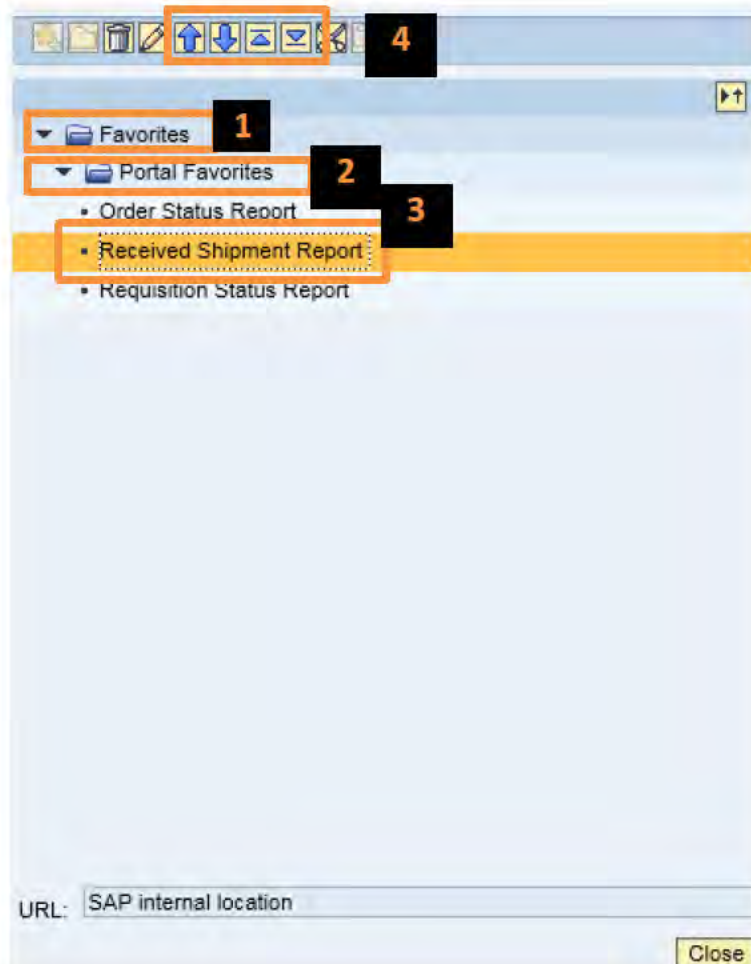 4
Favorites 1
Portal Favorites 2
Order Status Report 3
Received Shipment Report
Requisition Status Report
URL: SAP internal location
Close